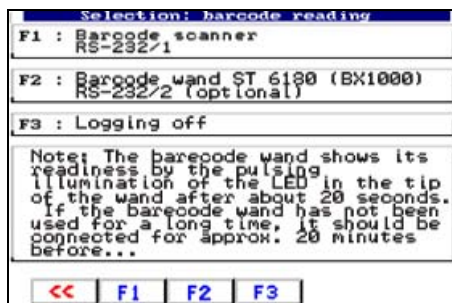 Selection: barcode reading
F1 : Barcode scanner
RS-232/1
F2 : Barcode wand ST 6180 (BX1000)
RS-232/2 (optional)
F3 : Logging off
Note: The barecode wand shows its
readiness by the pulsing
illumination of the LED in the tip
of the wand after about 20 seconds.
If the barecode wand has not been
used for a long time, it should be
connected for approx. 20 minutes
before...
<< F1 F2 F3